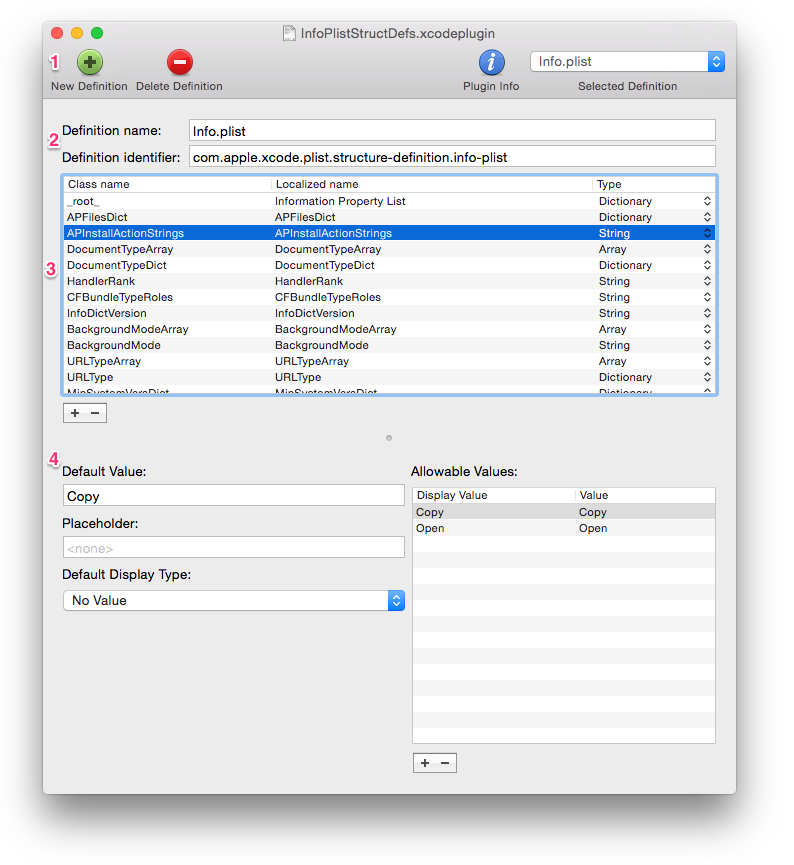 InfoPlistStructDefs.xcodeplugin
1
Info.plist
New Definition Delete Definition Plugin Info Selected Definition
2
Definition name: Info.plist
Definition identifier: com.apple.xcode.plist.structure-definition.info-plist
3
Class name Localized name Type
_root_ Information Property List Dictionary
APFilesDict APFilesDict Dictionary
APInstallActionStrings APInstallActionStrings String
DocumentTypeArray DocumentTypeArray Array
DocumentTypeDict DocumentTypeDict Dictionary
HandlerRank HandlerRank String
CFBundleTypeRoles CFBundleTypeRoles String
InfoDictVersion InfoDictVersion String
BackgroundModeArray BackgroundModeArray Array
BackgroundMode BackgroundMode String
URLTypeArray URLTypeArray Array
URLType URLType Dictionary
MinSystemVersDict MinSystemVersDict Dictionary
4
Default Value: Allowable Values:
Copy Display Value Value
Copy Copy
Placeholder: Open Open
<none>
Default Display Type:
No Value